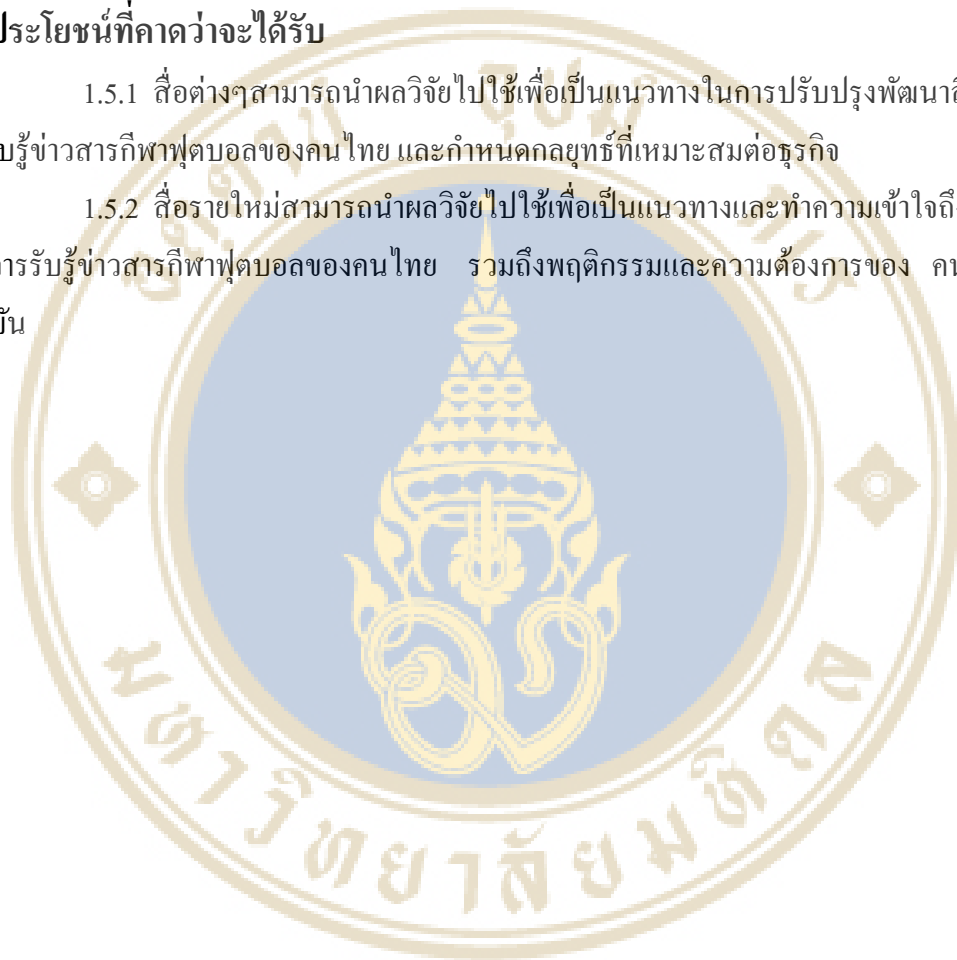 ประโยชน์ที่คาดว่าจะได้รับ
1.5.1 สื่อต่างๆสามารถนำผลวิจัยไปใช้เพื่อเป็นแนวทางในการปรับปรุงพัฒนา
รู้ข่าวสารกีฬาฟุตบอลของคนไทย และกำหนดกลยุทธ์ที่เหมาะสมต่อธุรกิจ
1.5.2 สื่อรายใหม่สามารถนำผลวิจัยไปใช้เพื่อเป็นแนวทางและทำความเข้าใจถึง
การรับรู้ข่าวสารกีฬาฟุตบอลของคนไทย รวมถึงพฤติกรรมและความต้องการของ คน
อตฺตานํ อุปมํ กเร
มหาวิทยาลัยมหิดล